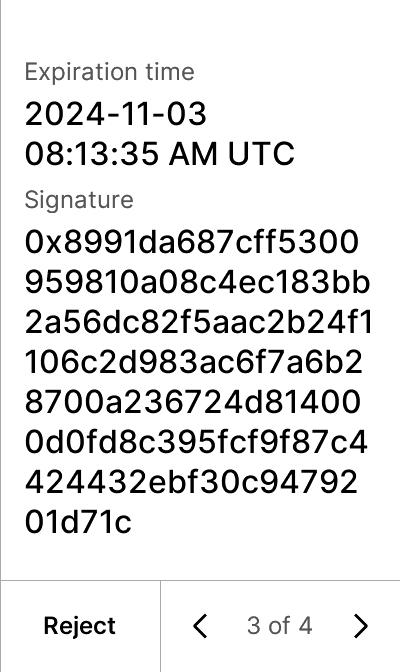 Expiration time
2024-11-03
08:13:35 AM UTC
Signature
0x8991da687cff5300
959810a08c4ec183bb
2a56dc82f5aac2b24f1
106c2d983ac6f7a6b2
8700a236724d81400
0d0fd8c395fcf9f87c4
424432ebf30c94792
01d71c
Reject
3 of 4